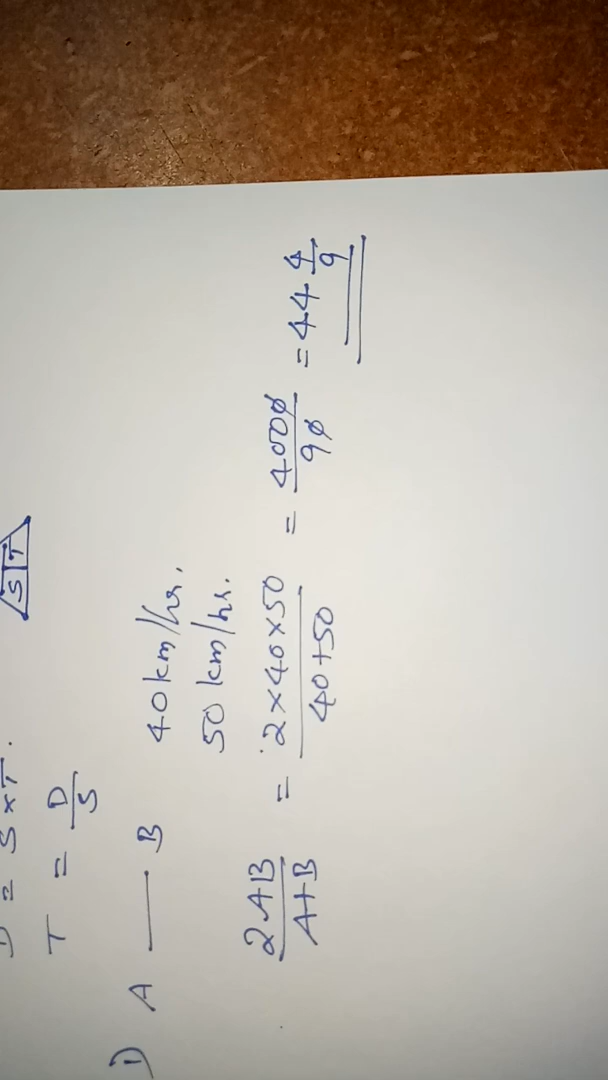 D = S × T.
S T
T = D/S
1) A — B 40 km/hr.
50 km/hr.
2AB/A+B = 2×40×50/40+50 = 4000/90 = 44 4/9